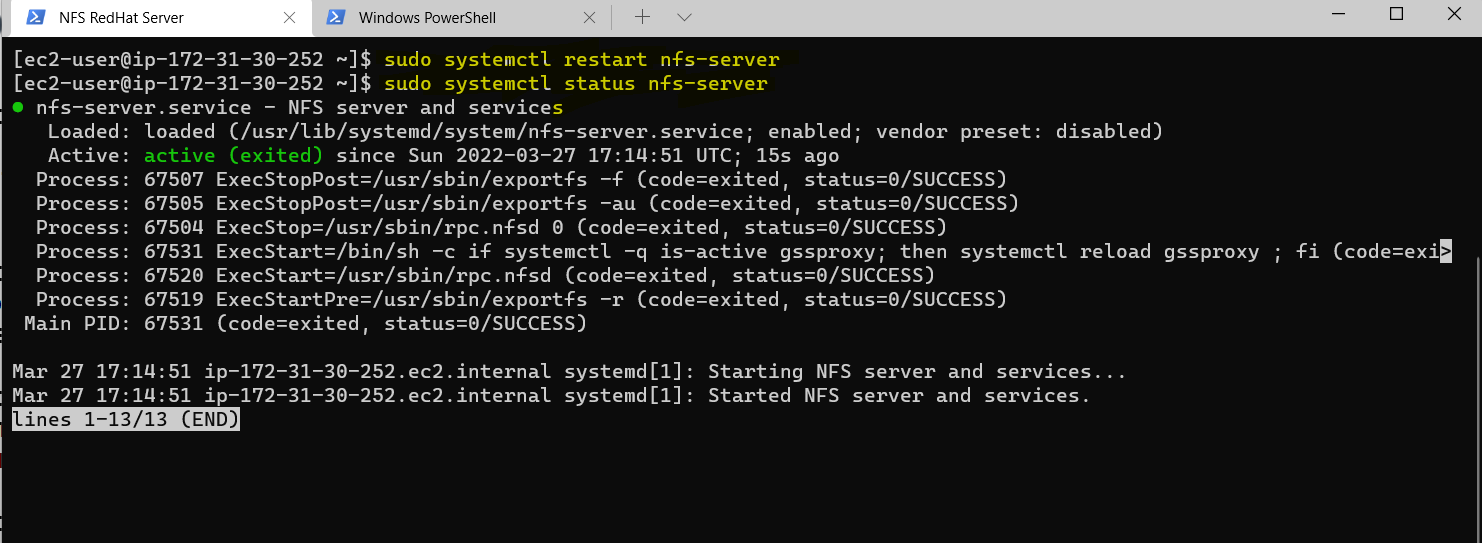 NFS RedHat Server
Windows PowerShell
[ec2-user@ip-172-31-30-252 ~]$ sudo systemctl restart nfs-server
[ec2-user@ip-172-31-30-252 ~]$ sudo systemctl status nfs-server
● nfs-server.service - NFS server and services
Loaded: loaded (/usr/lib/systemd/system/nfs-server.service; enabled; vendor preset: disabled)
Active: active (exited) since Sun 2022-03-27 17:14:51 UTC; 15s ago
Process: 67507 ExecStopPost=/usr/sbin/exportfs -f (code=exited, status=0/SUCCESS)
Process: 67505 ExecStopPost=/usr/sbin/exportfs -au (code=exited, status=0/SUCCESS)
Process: 67504 ExecStop=/usr/sbin/rpc.nfsd 0 (code=exited, status=0/SUCCESS)
Process: 67531 ExecStart=/bin/sh -c if systemctl -q is-active gssproxy; then systemctl reload gssproxy ; fi (code=exi>
Process: 67520 ExecStart=/usr/sbin/rpc.nfsd (code=exited, status=0/SUCCESS)
Process: 67519 ExecStartPre=/usr/sbin/exportfs -r (code=exited, status=0/SUCCESS)
Main PID: 67531 (code=exited, status=0/SUCCESS)
Mar 27 17:14:51 ip-172-31-30-252.ec2.internal systemd[1]: Starting NFS server and services...
Mar 27 17:14:51 ip-172-31-30-252.ec2.internal systemd[1]: Started NFS server and services.
lines 1-13/13 (END)